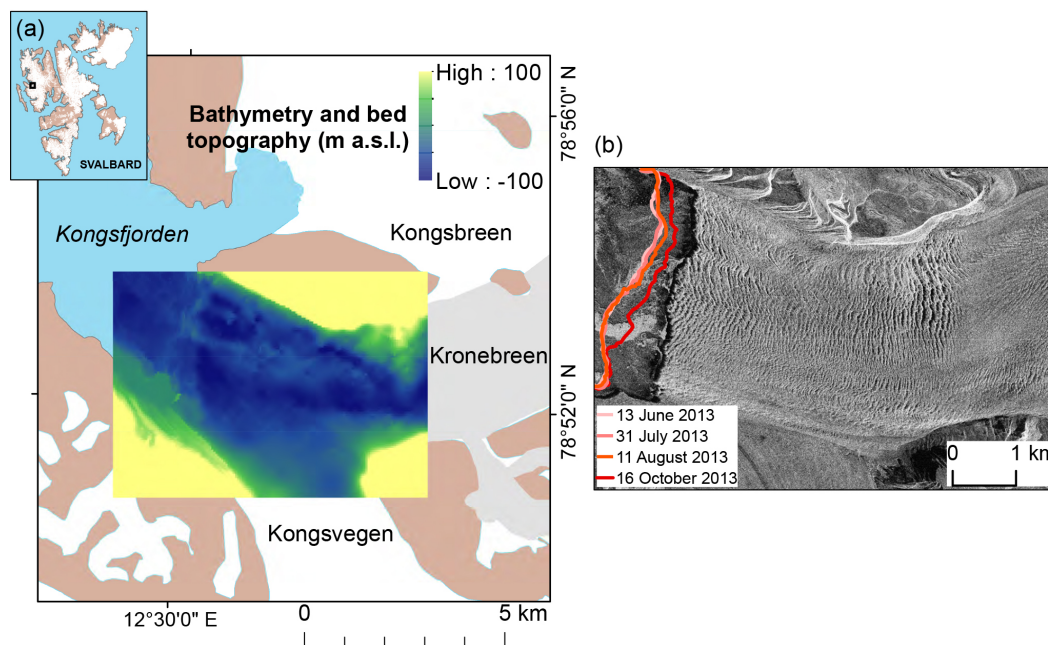 (a)
SVALBARD
High : 100
Bathymetry and bed
topography (m a.s.l.)
Low : -100
Kongsfjorden
Kongsbreen
Kronebreen
Kongsvegen
78°56'0" N
78°52'0" N
12°30'0" E
0
5 km
(b)
13 June 2013
31 July 2013
11 August 2013
16 October 2013
0
1 km